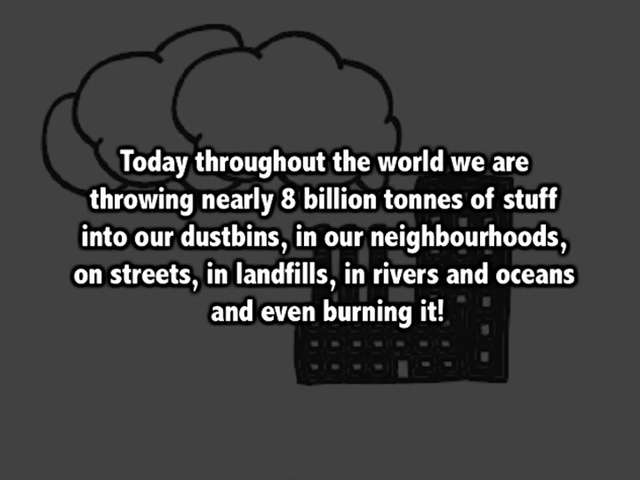 Today throughout the world we are
throwing nearly 8 billion tonnes of stuff
into our dustbins, in our neighbourhoods,
on streets, in landfills, in rivers and oceans
and even burning it!